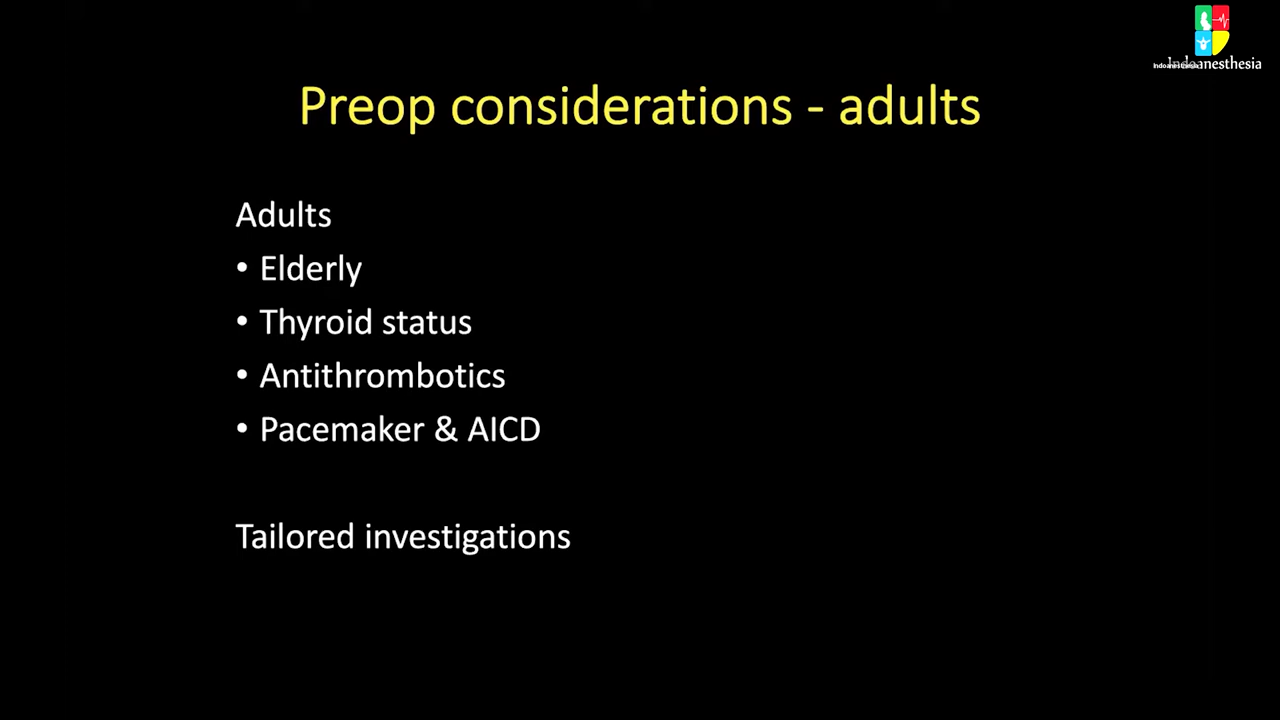 Indoanesthesia
Preop considerations - adults
Adults
• Elderly
• Thyroid status
• Antithrombotics
• Pacemaker & AICD
Tailored investigations